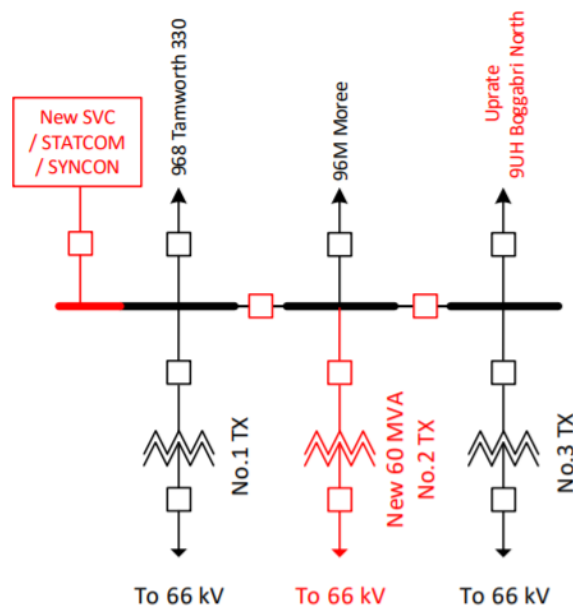 New SVC
/ STATCOM
/ SYNCON
968 Tamworth 330
96M Moree
Uprate
9UH Boggabri North
No.1 TX
New 60 MVA
No.2 TX
No.3 TX
To 66 kV
To 66 kV
To 66 kV